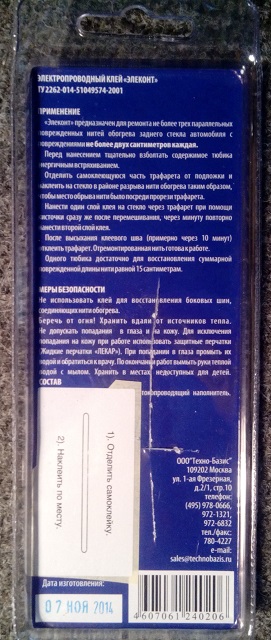 ЭЛЕКТРОПРОВОДНЫЙ КЛЕЙ «ЭЛЕКОНТ»
ТУ 2262-014-51049574-2001
ПРИМЕНЕНИЕ
«Элеконт» предназначен для ремонта не более трех параллельных
поврежденных нитей обогрева заднего стекла автомобиля с
повреждениями не более двух сантиметров каждая.
Перед нанесением тщательно взболтать содержимое тюбика
энергичным встряхиванием.
Отделить самоклеющуюся часть трафарета от подложки и
наклеить на стекло в районе разрыва нити обогрева таким образом,
чтобы место обрыва нити было посреди прорези трафарета.
Нанести один слой клея на стекло через трафарет при помощи
кисточки сразу же после перемешивания, через минуту повторно
нанести второй слой клея.
После высыхания клеевого шва (примерно через 10 минут)
отклеить трафарет. Отремонтированная нить готова к работе.
Одного тюбика достаточно для восстановления суммарной
поврежденной длины нити равной 15 сантиметрам.
МЕРЫ БЕЗОПАСНОСТИ
Не использовать клей для восстановления боковых шин,
соединяющих нити обогрева.
Беречь от огня! Хранить вдали от источников тепла.
Не допускать попадания в глаза и на кожу. Для исключения
попадания на кожу при работе использовать защитные перчатки
«Жидкие перчатки «ЛЕКАР»). При попадании в глаза промыть их
водой и обратиться к врачу. По окончании работ вымыть руки теплой
водой с мылом. Хранить в местах недоступных для детей.
СОСТАВ
токопроводящий наполнитель.
1). Отделить самоклейку.
2). Наклеить по месту.
ООО"Техно-Базис"
109202 Москва
ул. 1-ая Фрезерная,
д.2/1, стр.10
телефон:
(495) 978-0666,
972-1321,
972-6832
тел./факс:
780-4227
e-mail:
sales@technobazis.ru
Дата изготовления:
07 НОЯ 2014
4607061240206